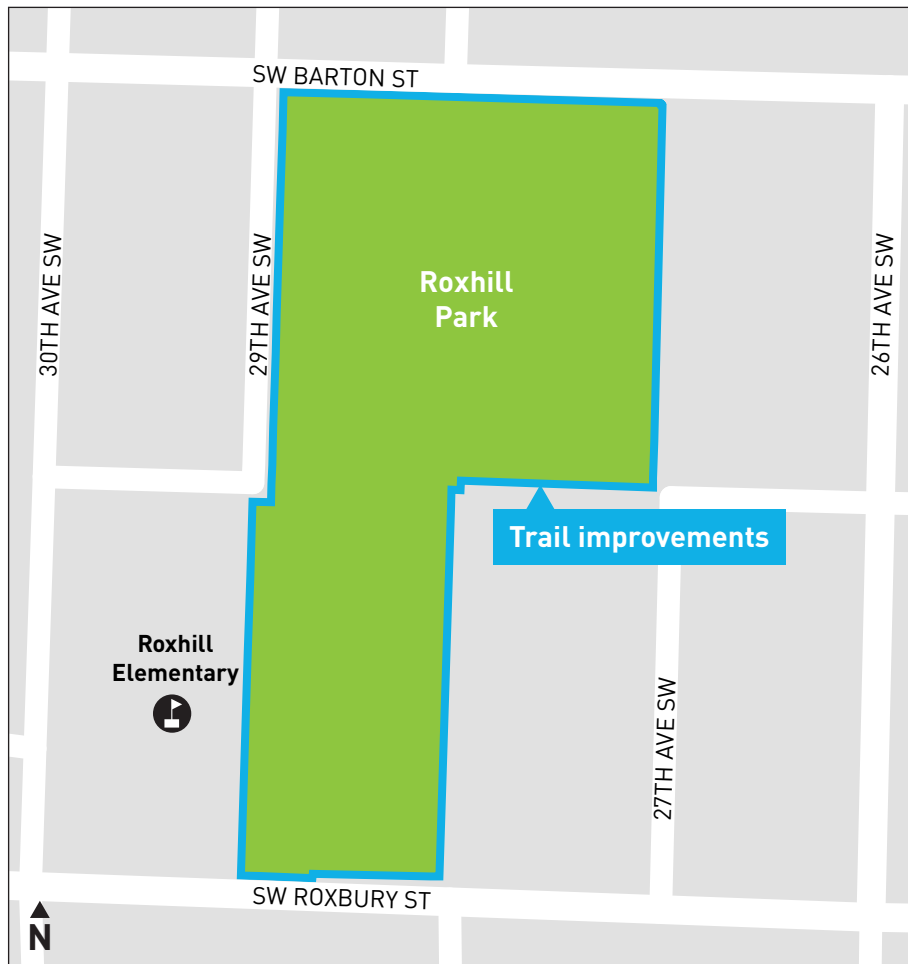 SW BARTON ST
30TH AVE SW
29TH AVE SW
Roxhill
Park
26TH AVE SW
Trail improvements
Roxhill
Elementary
27TH AVE SW
SW ROXBURY ST
N